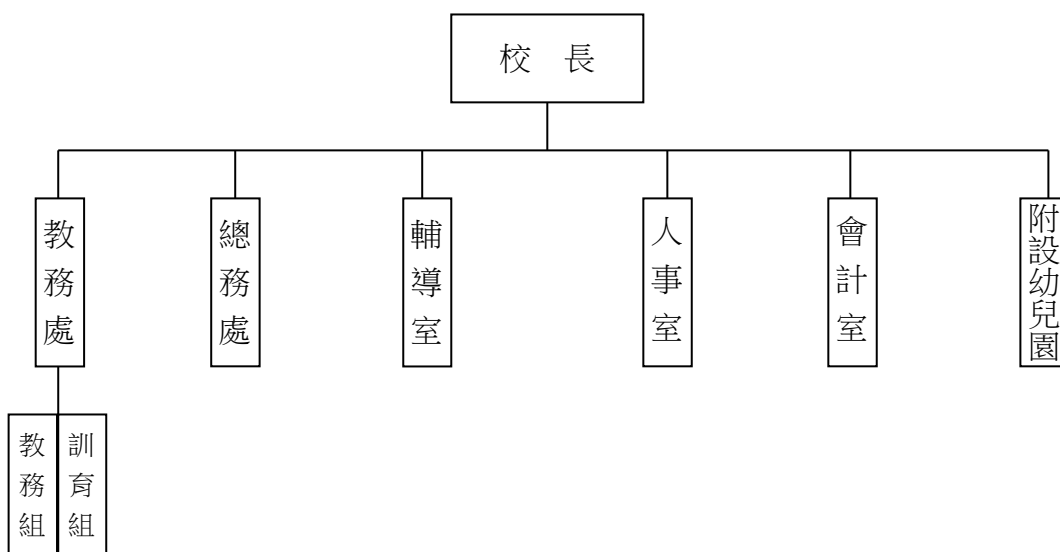 校 長
教務處
總務處
輔導室
人事室
會計室
附設幼兒園
教務組
訓育組